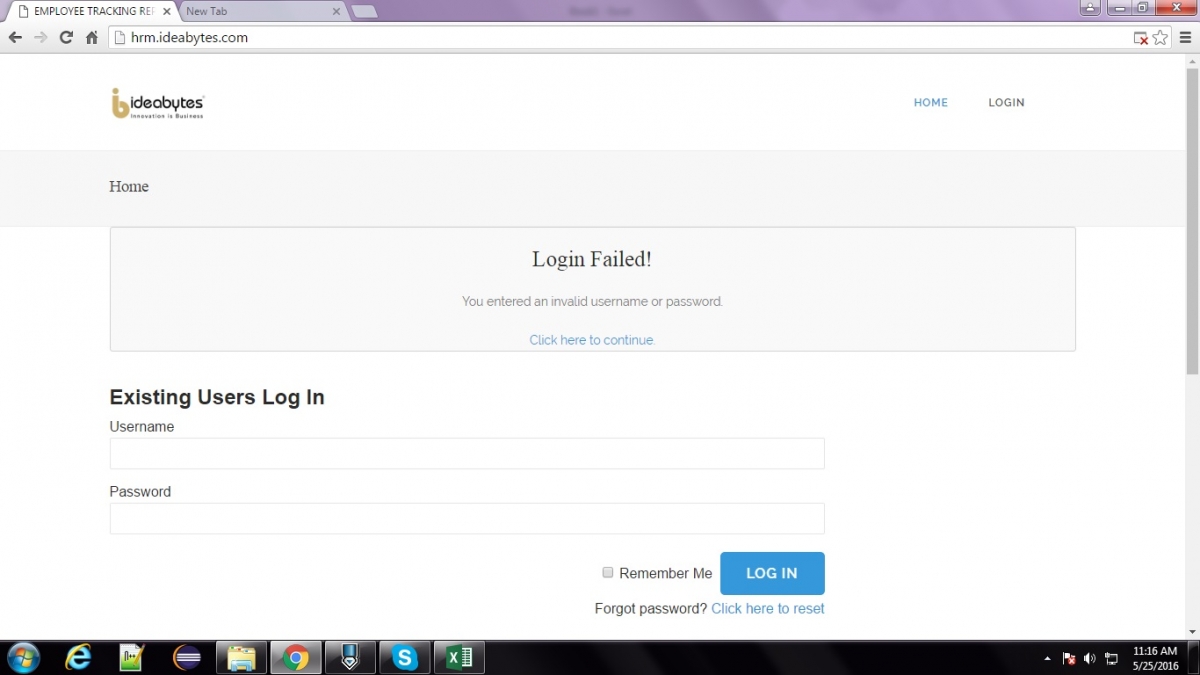 EMPLOYEE TRACKING REP
New Tab
hrm.ideabytes.com
ideabytes
Innovation is Business
HOME
LOGIN
Home
Login Failed!
You entered an invalid username or password.
Click here to continue.
Existing Users Log In
Username
Password
Remember Me
LOG IN
Forgot password? Click here to reset
11:16 AM
5/25/2016